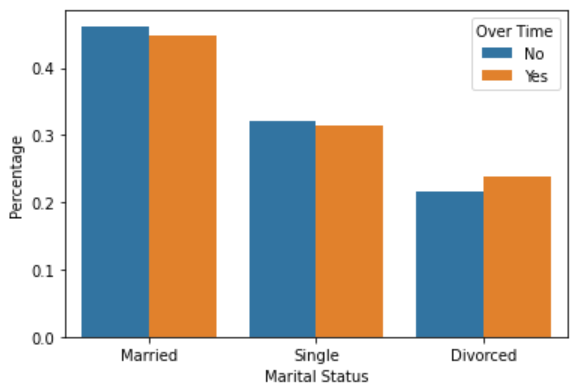 Over Time
No
Yes
Percentage
0.4
0.3
0.2
0.1
0.0
Married Single Divorced
Marital Status